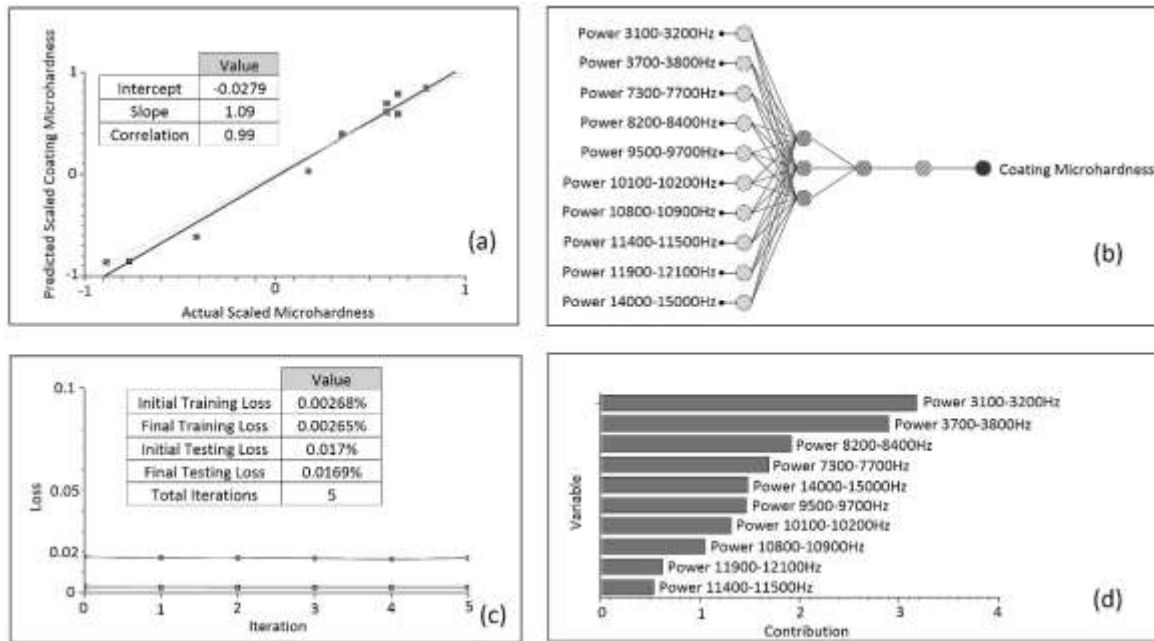 Value
Intercept -0.0279
Slope 1.09
Correlation 0.99
Predicted Scaled Coating Microhardness
1
0
-1
-1 0 1
Actual Scaled Microhardness
(a)
Power 3100-3200Hz
Power 3700-3800Hz
Power 7300-7700Hz
Power 8200-8400Hz
Power 9500-9700Hz
Power 10100-10200Hz
Power 10800-10900Hz
Power 11400-11500Hz
Power 11900-12100Hz
Power 14000-15000Hz
Coating Microhardness
(b)
Value
Initial Training Loss 0.00268%
Final Training Loss 0.00265%
Initial Testing Loss 0.017%
Final Testing Loss 0.0169%
Total Iterations 5
Loss
0.1
0.05
0.02
0
0 1 2 3 4 5
Iteration
(c)
Variable
Power 3100-3200Hz
Power 3700-3800Hz
Power 8200-8400Hz
Power 7300-7700Hz
Power 14000-15000Hz
Power 9500-9700Hz
Power 10100-10200Hz
Power 10800-10900Hz
Power 11900-12100Hz
Power 11400-11500Hz
0 1 2 3 4
Contribution
(d)